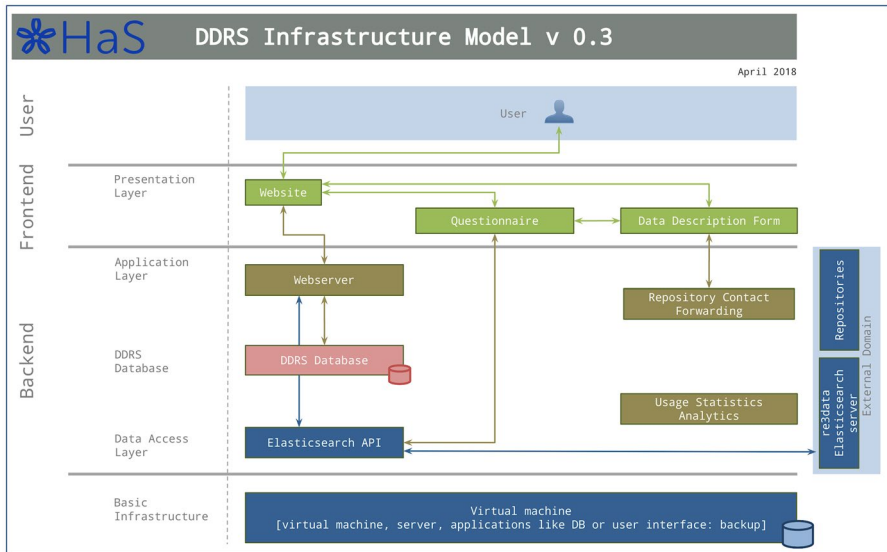 HaS
DDRS Infrastructure Model v 0.3
April 2018
User
User
Frontend
Presentation
Layer
Website
Questionnaire
Data Description Form
Backend
Application
Layer
Webserver
Repository Contact
Forwarding
Repositories
External Domain
DDRS
Database
DDRS Database
Usage Statistics
Analytics
re3data
Elasticsearch
server
Data Access
Layer
Elasticsearch API
Basic
Infrastructure
Virtual machine
[virtual machine, server, applications like DB or user interface: backup]